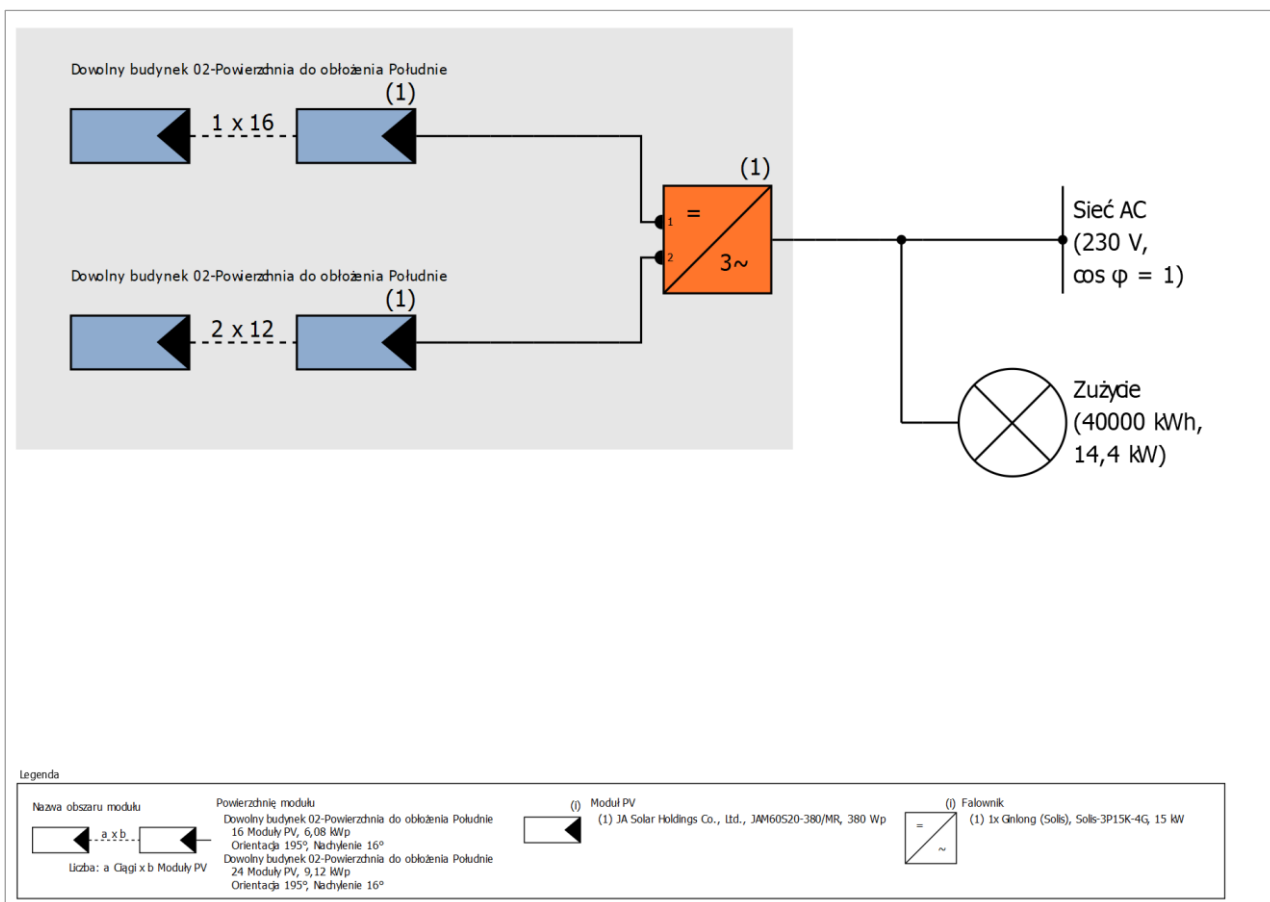 Dowolny budynek 02-Powierzchnia do obłożenia Południe
(1)
1 x 16
(1)
=
1
2
3~
Sieć AC
(230 V,
cos φ = 1)
Dowolny budynek 02-Powierzchnia do obłożenia Południe
(1)
2 x 12
Zużycie
(40000 kWh,
14,4 kW)
Legenda
Nazwa obszaru modułu
a x b
Liczba: a Ciągi x b Moduły PV
Powierzchnię modułu
Dowolny budynek 02-Powierzchnia do obłożenia Południe
16 Moduły PV, 6,08 kWp
Orientacja 195°, Nachylenie 16°
Dowolny budynek 02-Powierzchnia do obłożenia Południe
24 Moduły PV, 9,12 kWp
Orientacja 195°, Nachylenie 16°
(i) Moduł PV
(1) JA Solar Holdings Co., Ltd., JAM60S20-380/MR, 380 Wp
(i) Falownik
= ~
(1) 1x Ginlong (Solis), Solis-3P15K-4G, 15 kW